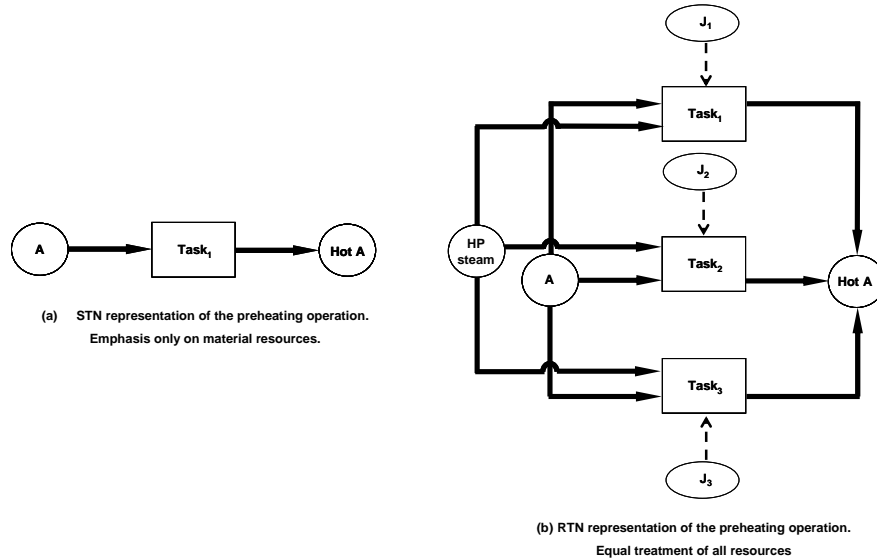 A
Task₁
Hot A
(a) STN representation of the preheating operation.
Emphasis only on material resources.
J₁
Task₁
J₂
HP
steam
Task₂
A
Hot A
Task₃
J₃
(b) RTN representation of the preheating operation.
Equal treatment of all resources